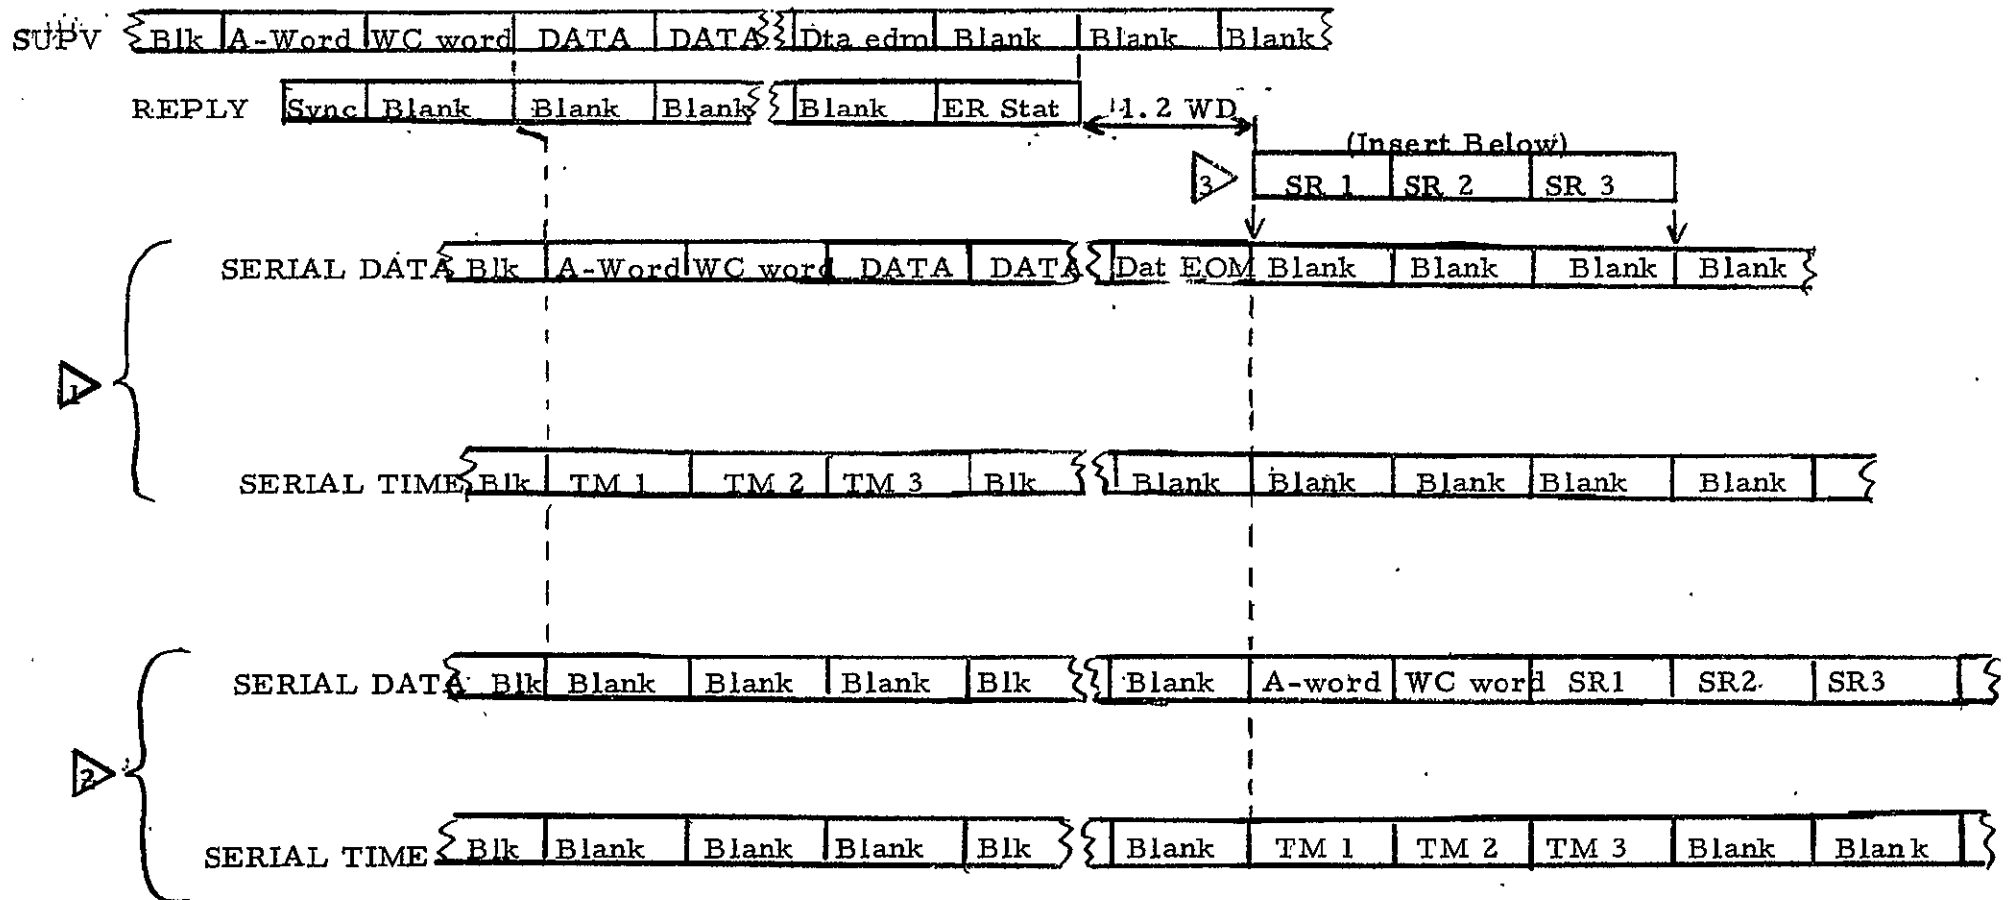 SUPV Blk A-Word WC word DATA DATA Dta edm Blank Blank Blank
REPLY Sync Blank Blank Blank Blank ER Stat 1.2 WD
(Insert Below)
3 SR 1 SR 2 SR 3
SERIAL DATA Blk A-Word WC word DATA DATA Dat EOM Blank Blank Blank Blank
1
SERIAL TIME Blk TM 1 TM 2 TM 3 Blk Blank Blank Blank Blank Blank
SERIAL DATA Blk Blank Blank Blank Blk Blank A-word WC word SR1 SR2 SR3
2
SERIAL TIME Blk Blank Blank Blank Blk Blank TM 1 TM 2 TM 3 Blank Blank